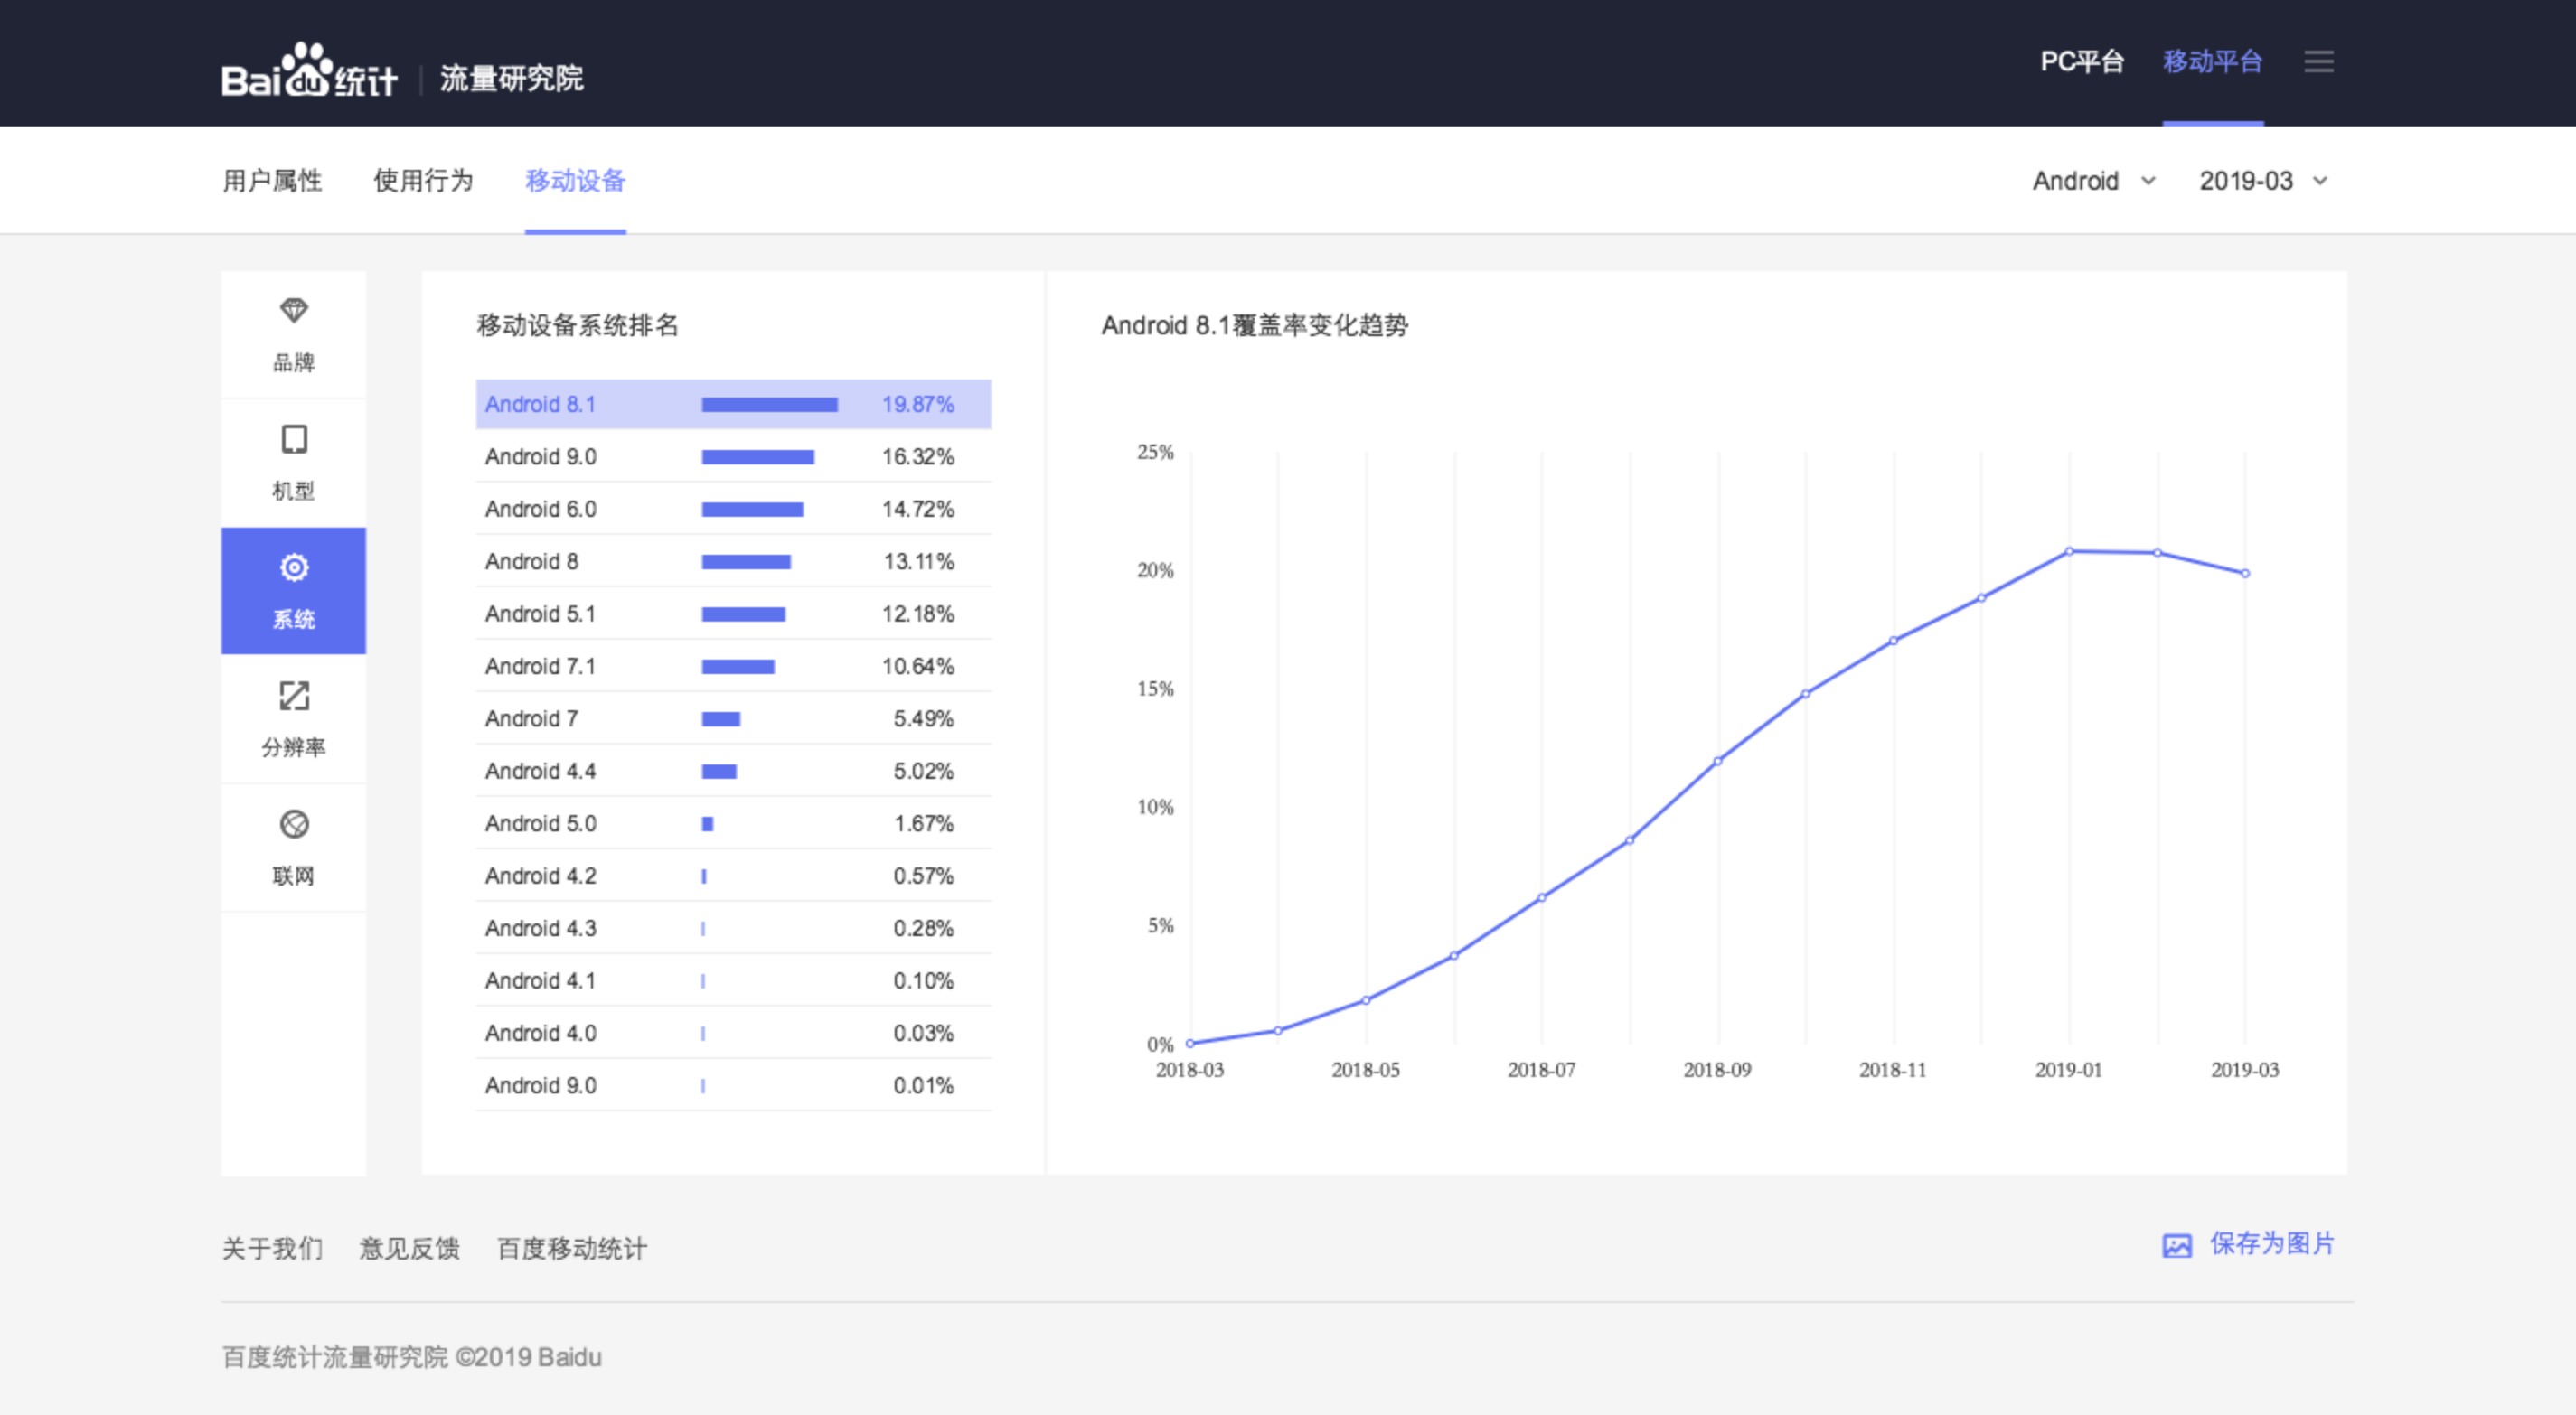 Baidu统计 流量研究院 PC平台 移动平台
用户属性 使用行为 移动设备 Android 2019-03
品牌
机型
系统
分辨率
联网
移动设备系统排名
Android 8.1 19.87%
Android 9.0 16.32%
Android 6.0 14.72%
Android 8 13.11%
Android 5.1 12.18%
Android 7.1 10.64%
Android 7 5.49%
Android 4.4 5.02%
Android 5.0 1.67%
Android 4.2 0.57%
Android 4.3 0.28%
Android 4.1 0.10%
Android 4.0 0.03%
Android 9.0 0.01%
Android 8.1覆盖率变化趋势
25%
20%
15%
10%
5%
0%
2018-03 2018-05 2018-07 2018-09 2018-11 2019-01 2019-03
关于我们 意见反馈 百度移动统计 保存为图片
百度统计流量研究院 ©2019 Baidu